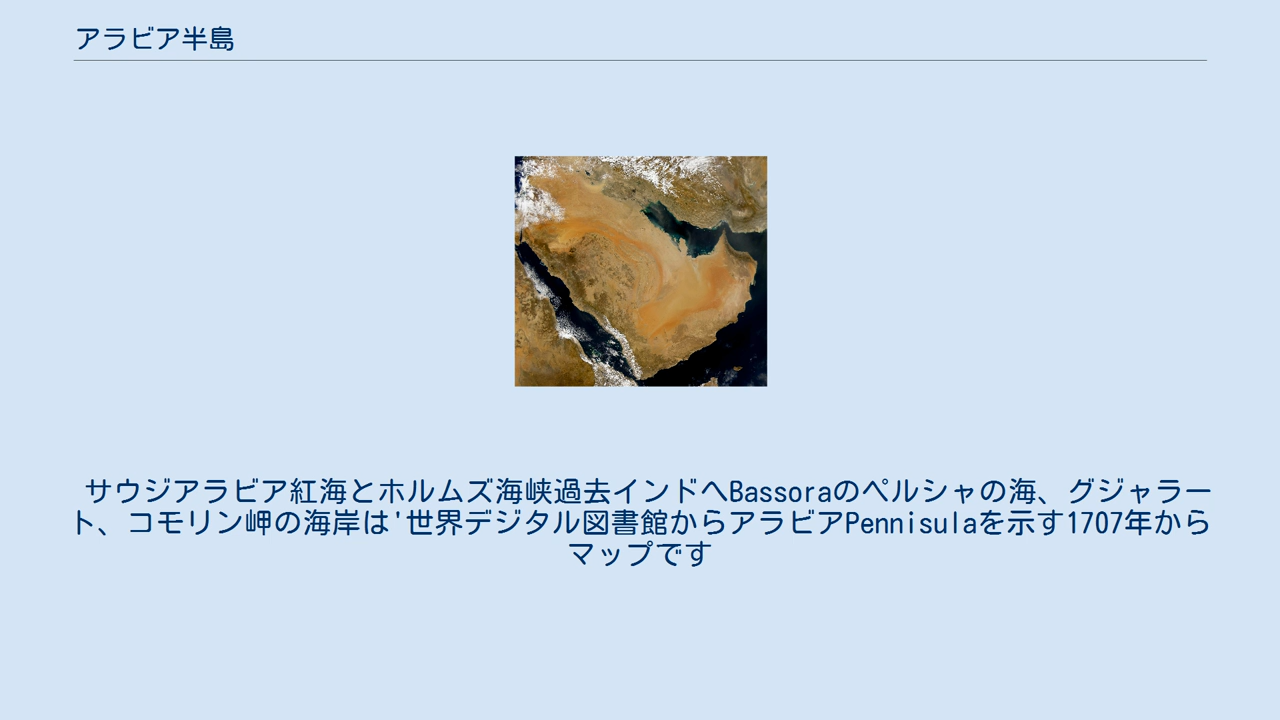 アラビア半島
サウジアラビア紅海とホルムズ海峡過去インドへBassoraのペルシャの海、グジャラー
ト、コモリン岬の海岸は'世界デジタル図書館からアラビアPennisulaを示す1707年から
マップです